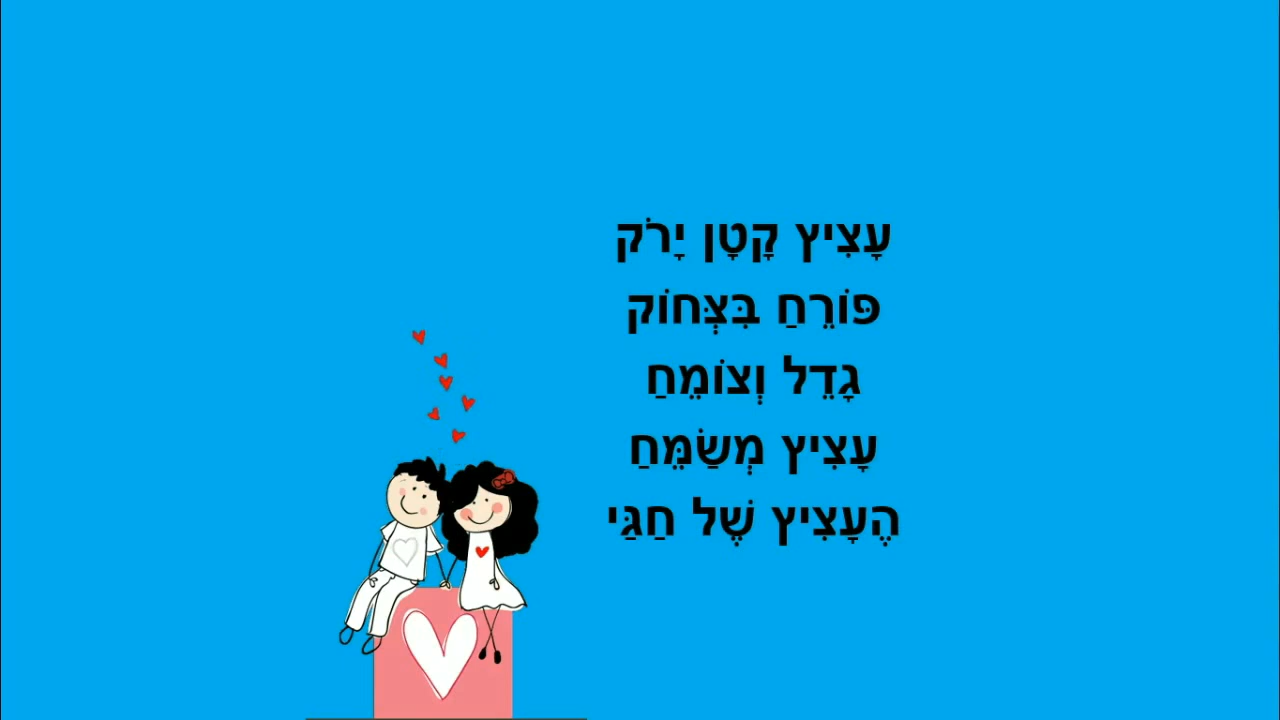 עָצִיץ קָטָן יָרֹק
פּוֹרֵחַ בִּצְּחוֹק
גָּדֵל וְצוֹמֵחַ
עָצִיץ מְשַׂמֵּחַ
הֶעָצִיץ שֶׁל חַגַּי